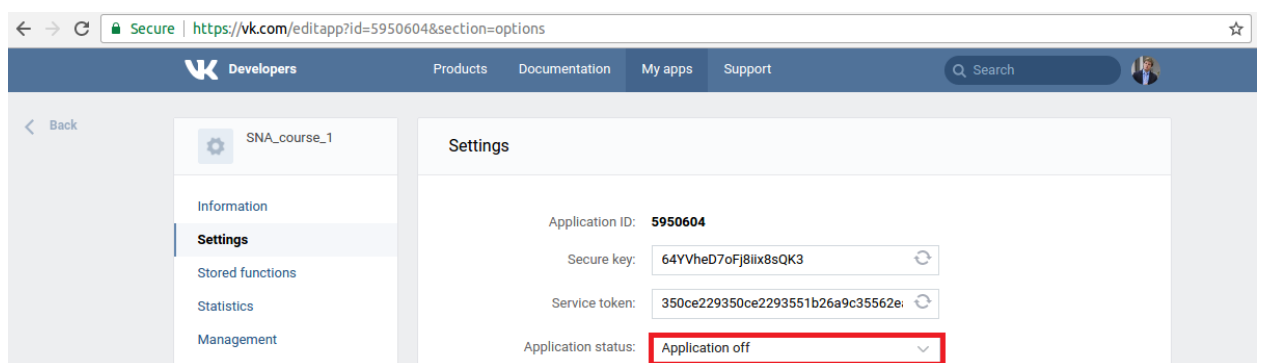 Secure | https://vk.com/editapp?id=5950604&section=options
Developers Products Documentation My apps Support Search
Back
SNA_course_1
Settings
Information
Settings
Stored functions
Statistics
Management
Application ID: 5950604
Secure key: 64YVheD7oFj8iix8sQK3
Service token: 350ce229350ce2293551b26a9c35562e
Application status: Application off